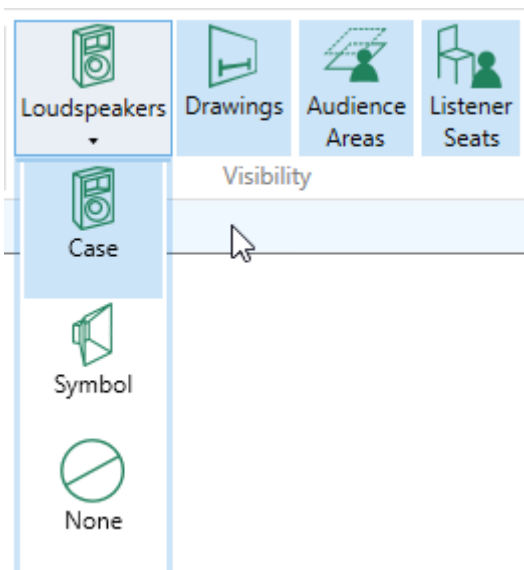 Loudspeakers
Drawings
Audience
Areas
Listener
Seats
Visibility
Case
Symbol
None